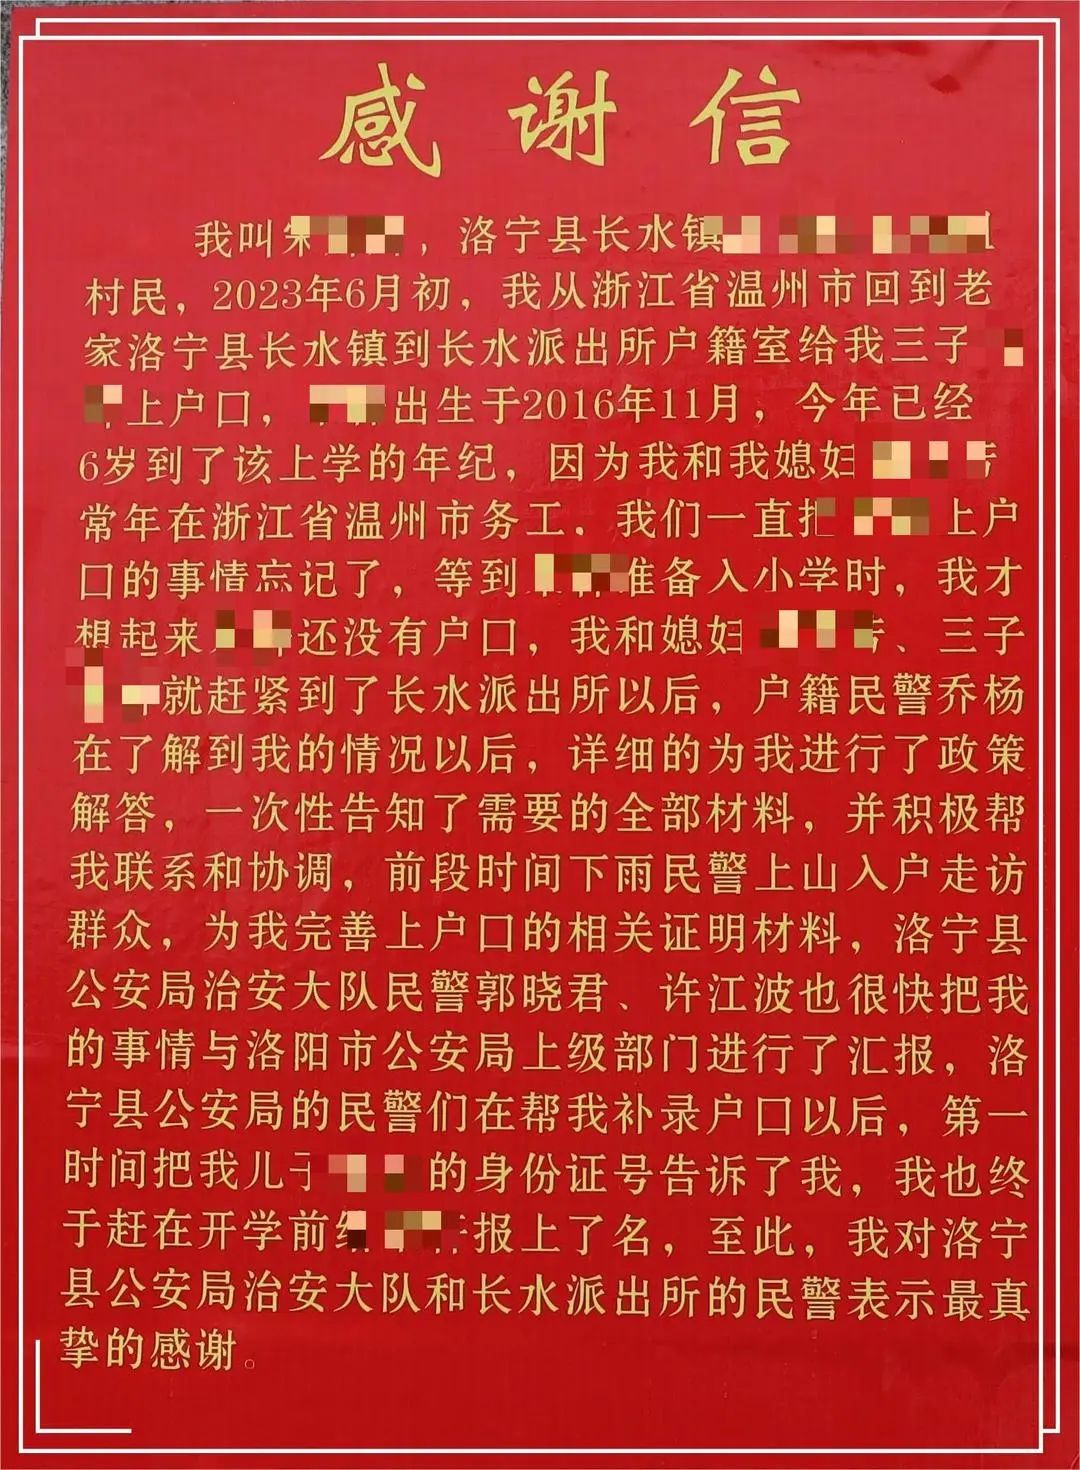 感谢信
我叫，洛宁县长水镇
村民，2023年6月初，我从浙江省温州市回到老
家洛宁县长水镇到长水派出所户籍室给我三子
上户口，出生于2016年11月，今年已经
6岁到了该上学的年纪，因为我和我媳妇
常年在浙江省温州市务工．我们一直把上户
口的事情忘记了，等到准备入小学时，我才
想起来还没有户口，我和媳妇、三子
就赶紧到了长水派出所以后，户籍民警乔杨
在了解到我的情况以后，详细的为我进行了政策
解答，一次性告知了需要的全部材料，并积极帮
我联系和协调，前段时间下雨民警上山入户走访
群众，为我完善上户口的相关证明材料，洛宁县
公安局治安大队民警郭晓君、许江波也很快把我
的事情与洛阳市公安局上级部门进行了汇报，洛
宁县公安局的民警们在帮我补录户口以后，第一
时间把我儿子的身份证号告诉了我，我也终
于赶在开学前给报上了名，至此，我对洛宁
县公安局治安大队和长水派出所的民警表示最真
挚的感谢。